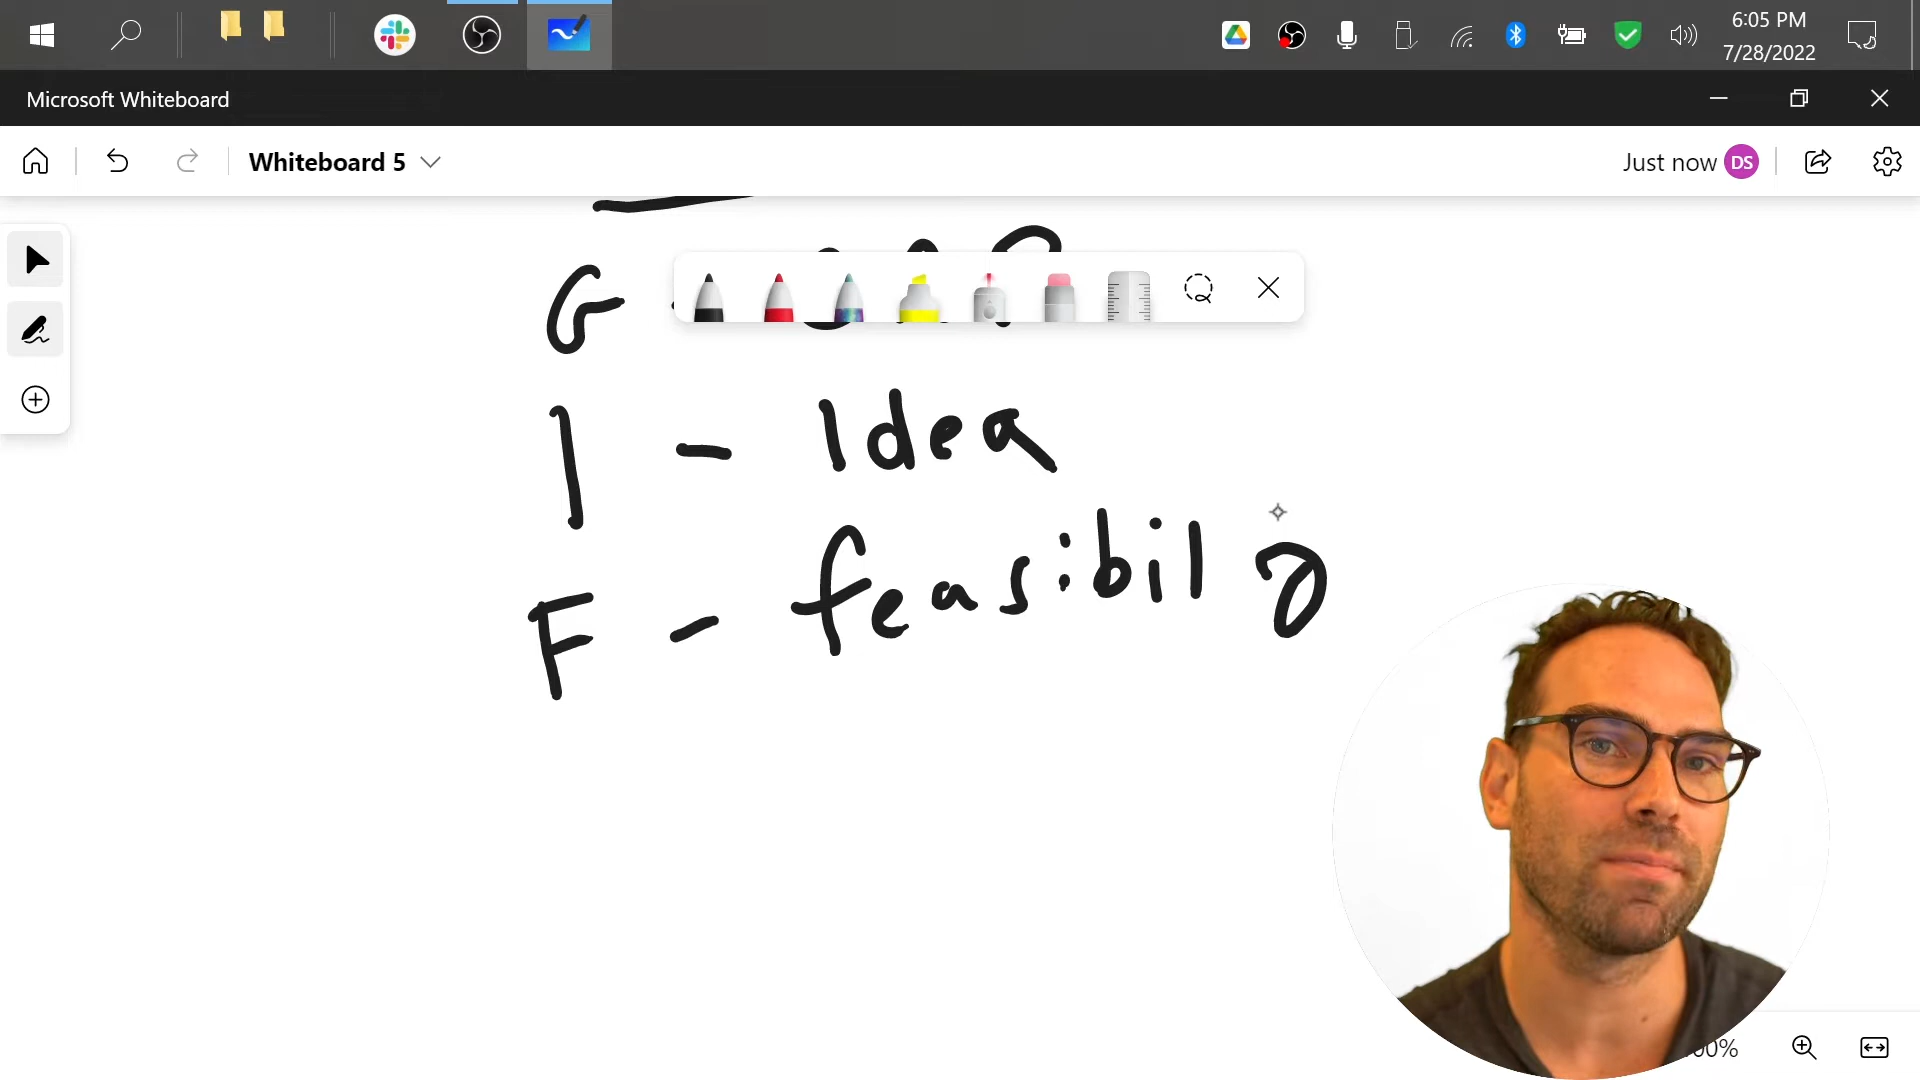 6:05 PM
7/28/2022
Microsoft Whiteboard
Whiteboard 5
Just now DS
G
I - Idea
F - feasibil